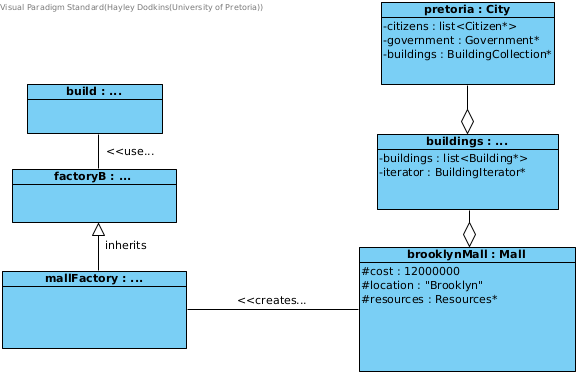 Visual Paradigm Standard(Hayley Dodkins(University of Pretoria))
pretoria : City
-citizens : list<Citizen*>
-government : Government*
-buildings : BuildingCollection*
build : ...
<<use...
buildings : ...
-buildings : list<Building*>
-iterator : BuildingIterator*
factoryB : ...
inherits
brooklynMall : Mall
#cost : 12000000
#location : "Brooklyn"
#resources : Resources*
mallFactory : ...
<<creates...